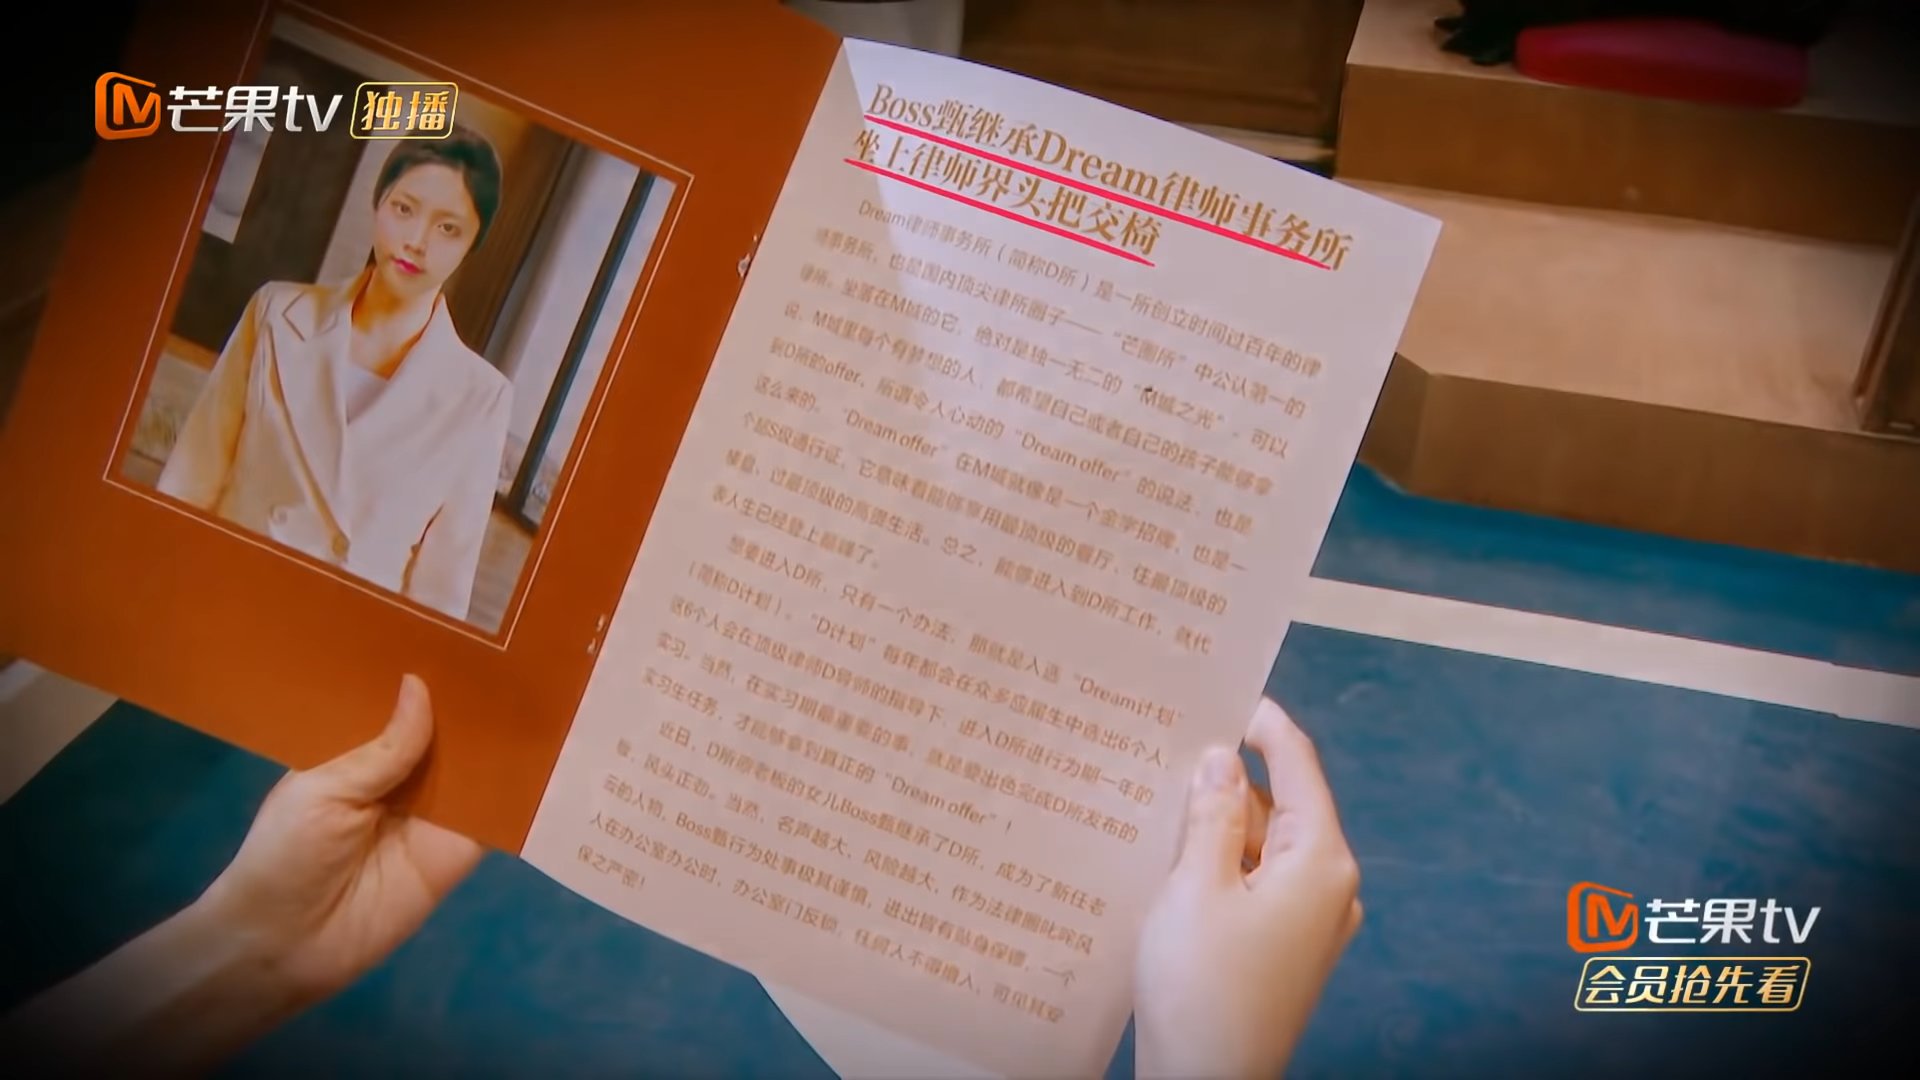 芒果tv 独播
Boss甄继承Dream律师事务所
坐上律师界头把交椅
Dream律师事务所（简称D所）是一所创立时间过百年的律
师事务所，也是国内顶尖律所圈子——“芒圈所”中公认第一的
律所。坐落在M城的它，绝对是独一无二的“M城之光”。可以
说，M城里每个有梦想的人，都希望自己或者自己的孩子能够拿
到D所的offer，所谓令人心动的“Dream offer”的说法，也是
这么来的。“Dream offer”在M城就像是一个金字招牌，也是一
个超S级通行证，它意味着能够享用最顶级的餐厅，住最顶级的
楼盘，过最顶级的高贵生活。总之，能够进入到D所工作，就代
表人生已经登上巅峰了。
想要进入D所，只有一个办法，那就是入选“Dream计划”
（简称D计划）。“D计划”每年都会在众多应届生中选出6个人，
这6个人会在顶级律师D导师的指导下，进入D所进行为期一年的
实习。当然，在实习期最重要的事，就是要出色完成D所发布的
实习生任务，才能够拿到真正的“Dream offer”！
近日，D所原老板的女儿Boss甄继承了D所，成为了新任老
板，风头正劲。当然，名声越大，风险越大，作为法律圈叱咤风
云的人物，Boss甄行为处事极其谨慎，进出皆有贴身保镖，一个
人在办公室办公时，办公室门反锁，任何人不得擅入，可见其安
保之严密！
芒果tv
会员抢先看